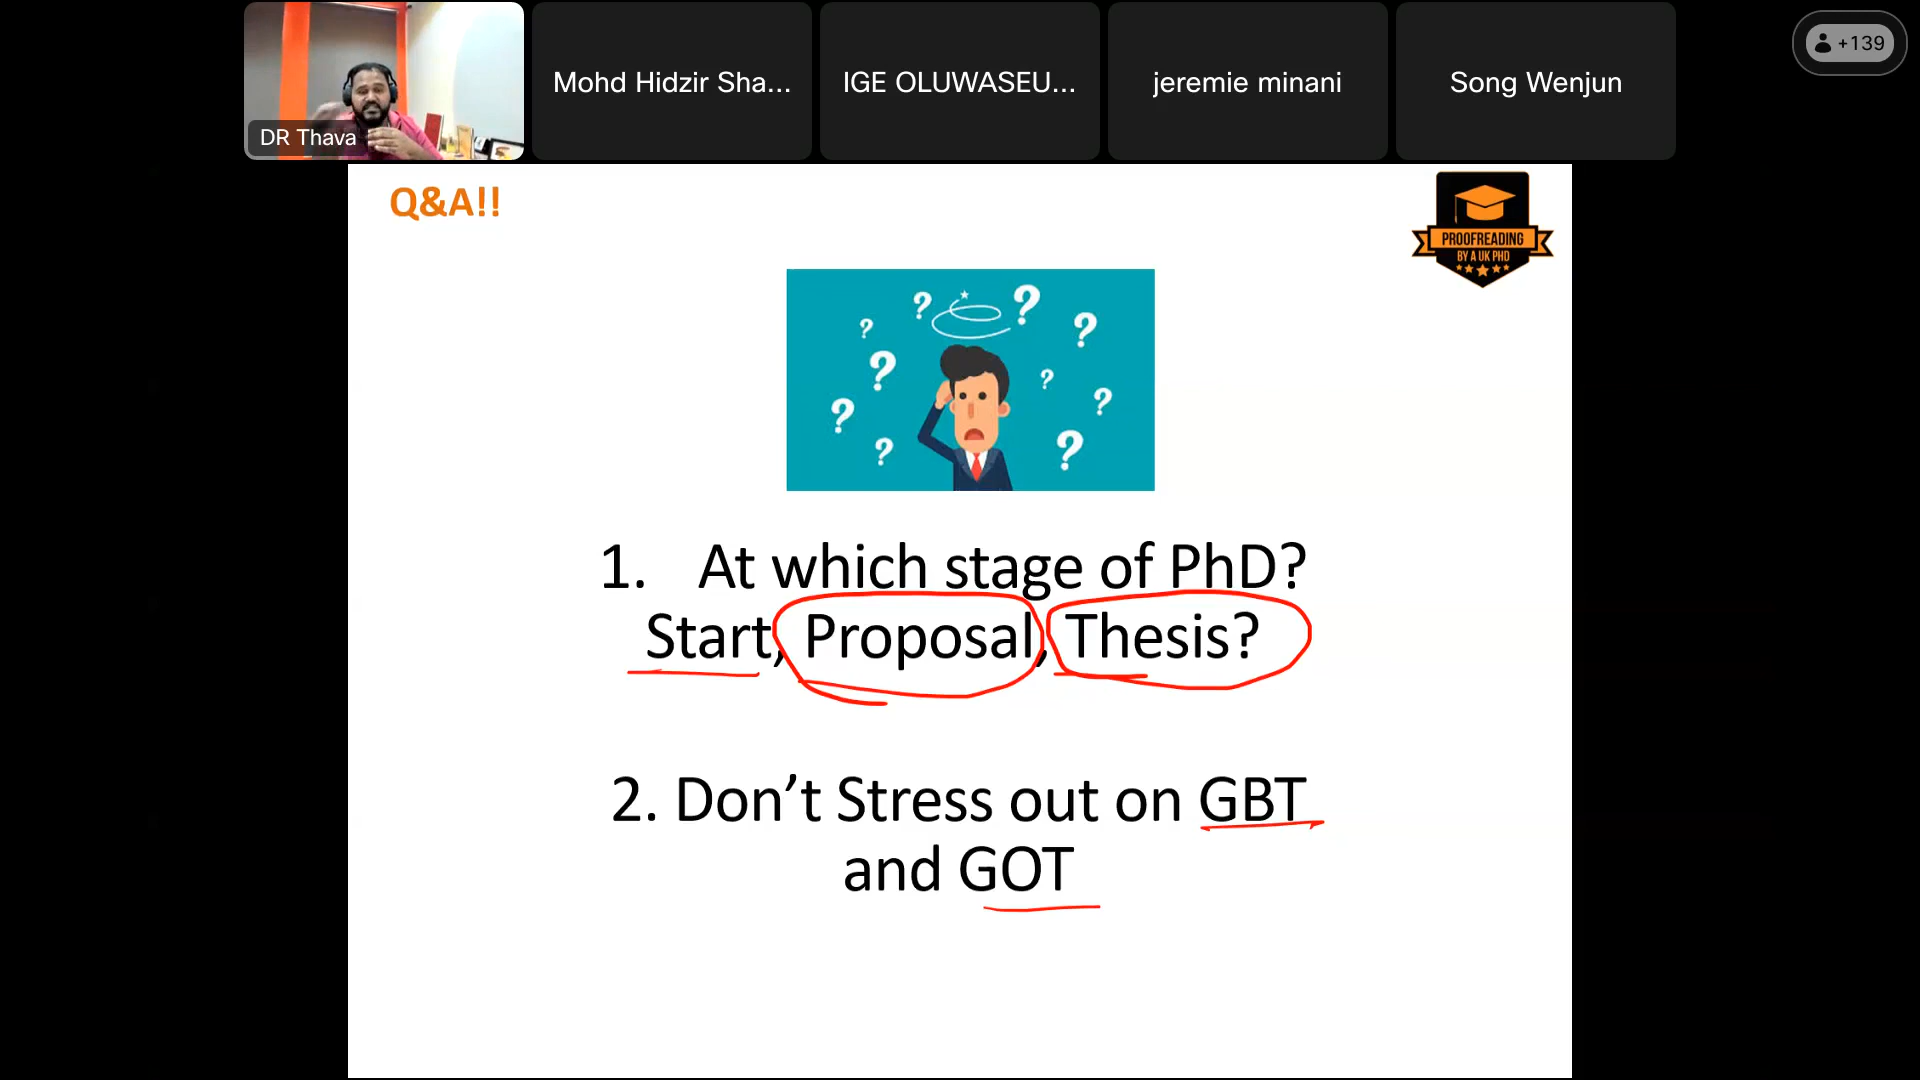 DR Thava
Mohd Hidzir Sha...
IGE OLUWASEU...
jeremie minani
Song Wenjun
+139
Q&A!!
PROOFREADING
BY A UK PHD
? ? ? ? ? ? ? ? ? ?
1. At which stage of PhD?
Start, Proposal, Thesis?
2. Don’t Stress out on GBT
and GOT